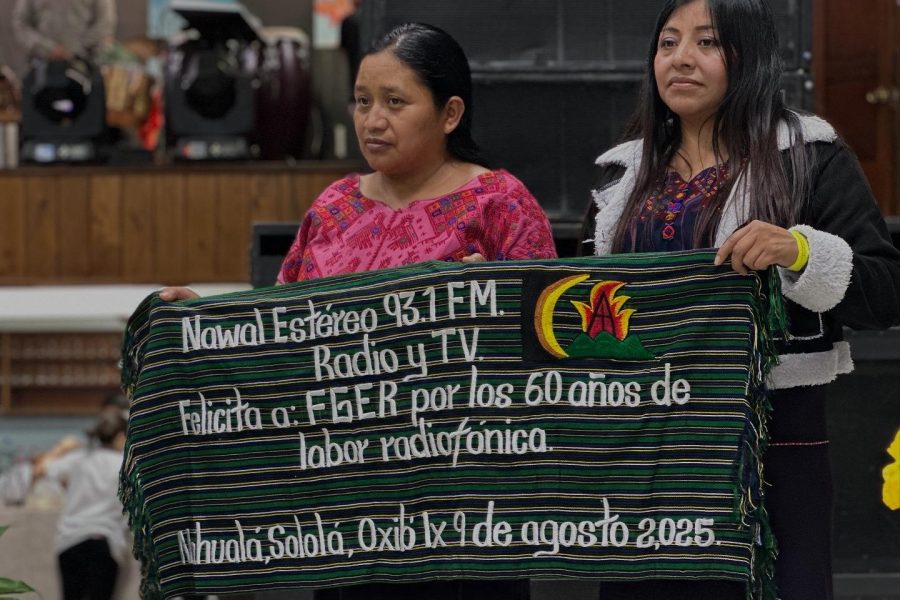 Nawal Estéreo 93.1 FM.
Radio y TV.
Felicita a: FGER por los 60 años de
labor radiofónica.
Nahualá, Sololá, Oxib Ix 9 de agosto 2,025.